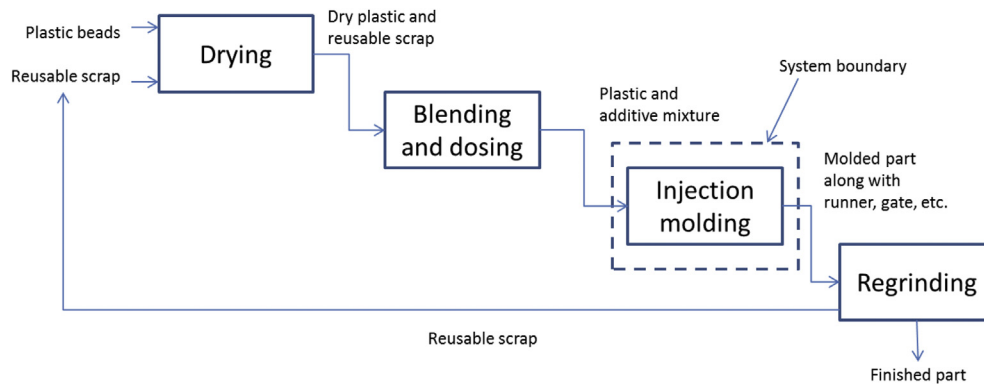 Plastic beads
Reusable scrap
Drying
Dry plastic and
reusable scrap
Blending
and dosing
Plastic and
additive mixture
System boundary
Injection
molding
Molded part
along with
runner, gate, etc.
Regrinding
Reusable scrap
Finished part